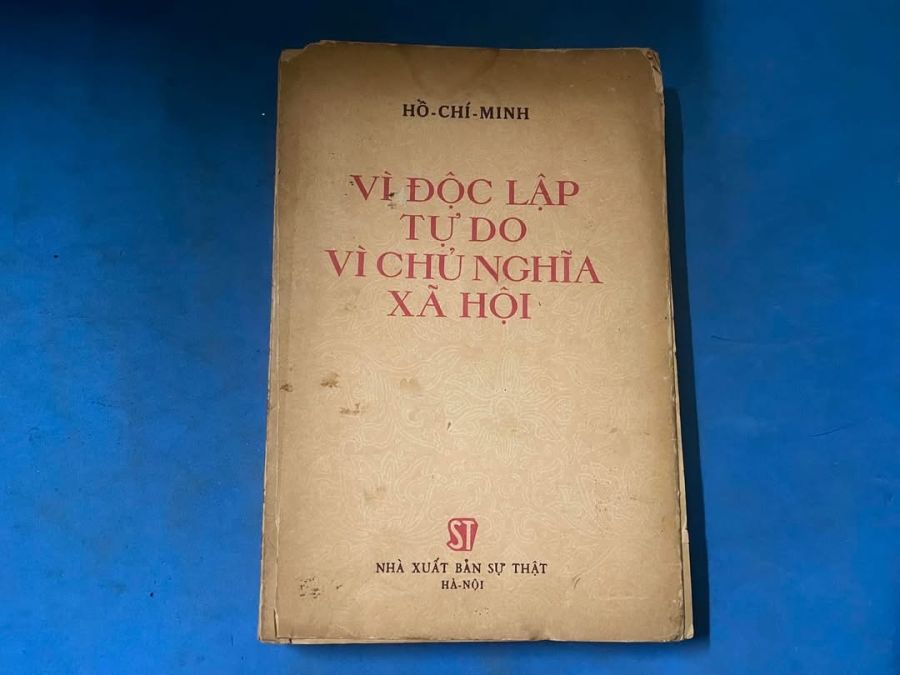 HỒ-CHÍ-MINH
VÌ ĐỘC LẬP
TỰ DO
VÌ CHỦ NGHĨA
XÃ HỘI
ST
NHÀ XUẤT BẢN SỰ THẬT
HÀ-NỘI